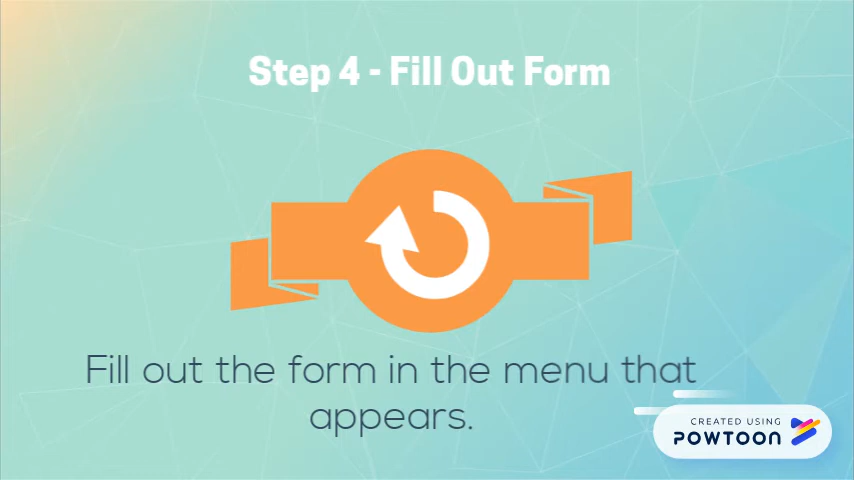 Step 4 - Fill Out Form
Fill out the form in the menu that
appears.
CREATED USING
POWTOON